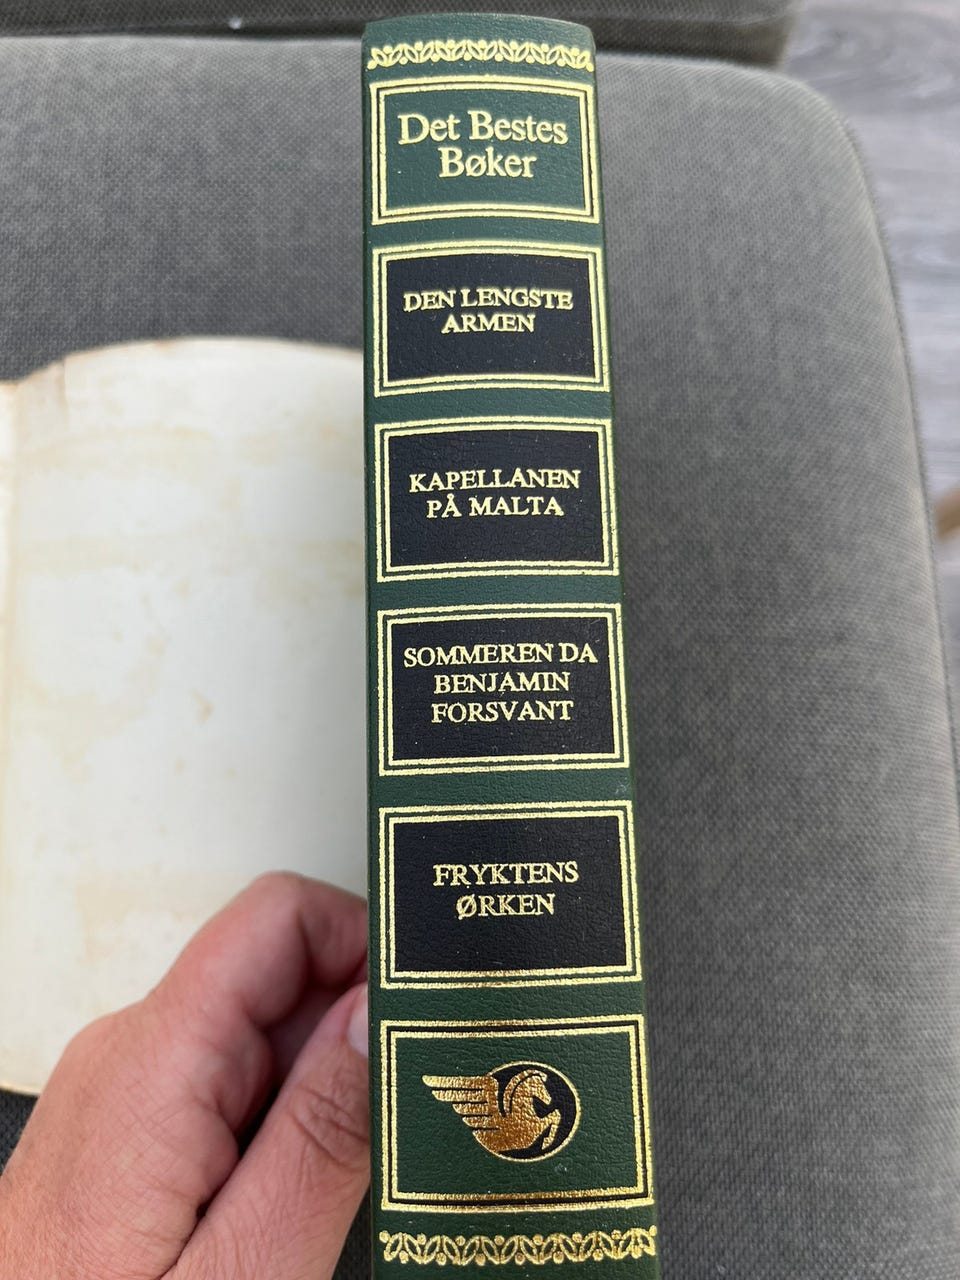 Det Bestes
Bøker
DEN LENGSTE
ARMEN
KAPELLANEN
PÅ MALTA
SOMMEREN DA
BENJAMIN
FORSVANT
FRYKTENS
ØRKEN